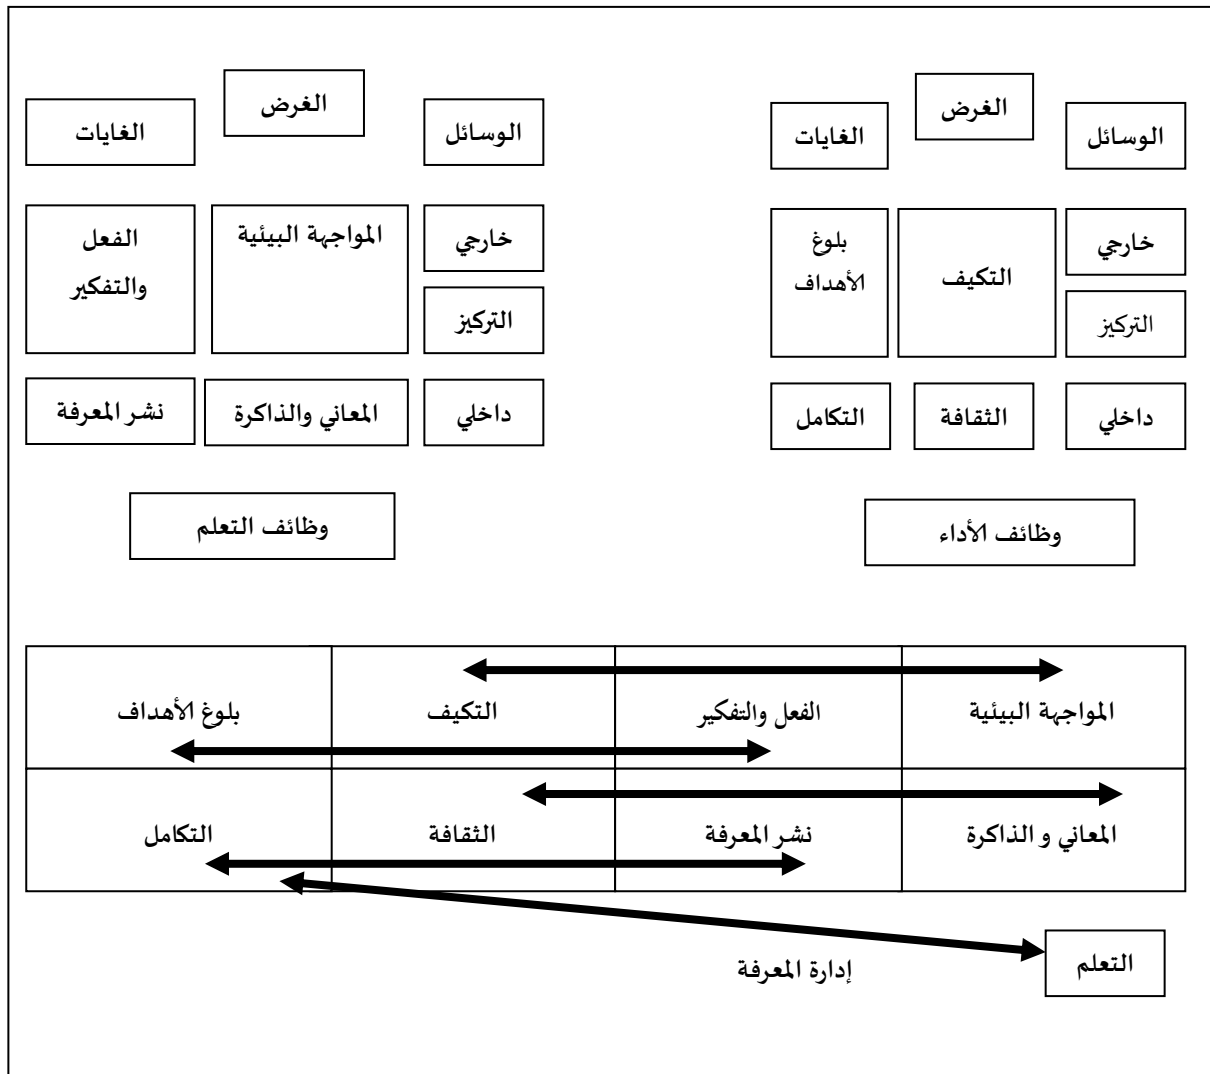 الغرض
الوسائل
الغايات
خارجي
التكيف
بلوغ
الأهداف
التركيز
داخلي
الثقافة
التكامل
وظائف الأداء
الغرض
الوسائل
الغايات
خارجي
المواجهة البيئية
الفعل
والتفكير
التركيز
داخلي
المعاني والذاكرة
نشر المعرفة
وظائف التعلم
المواجهة البيئية
الفعل والتفكير
التكيف
بلوغ الأهداف
المعاني و الذاكرة
نشر المعرفة
الثقافة
التكامل
التعلم
إدارة المعرفة